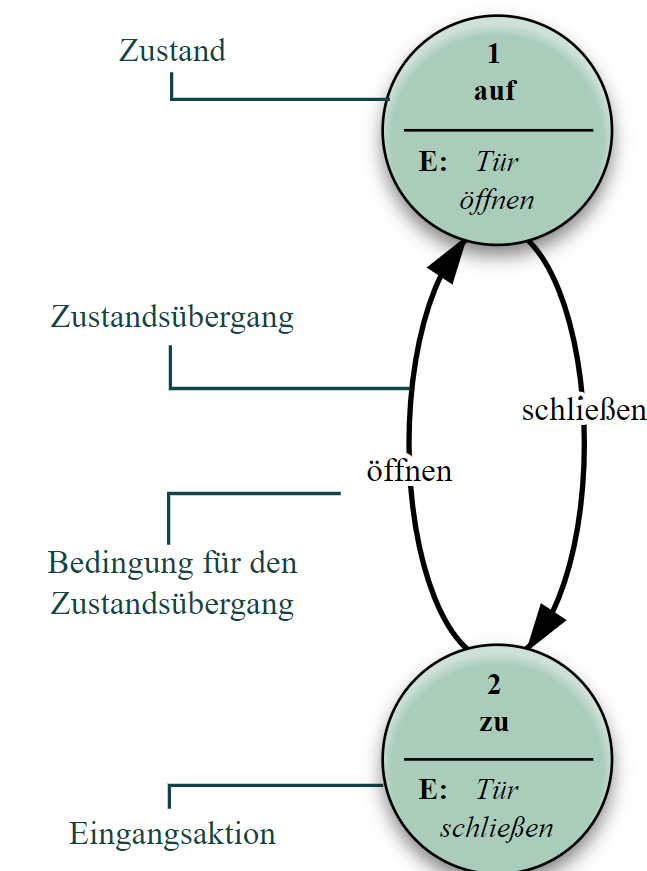 Zustand
1
auf
E: Tür
öffnen
Zustandsübergang
schließen
öffnen
Bedingung für den
Zustandsübergang
2
zu
E: Tür
schließen
Eingangsaktion